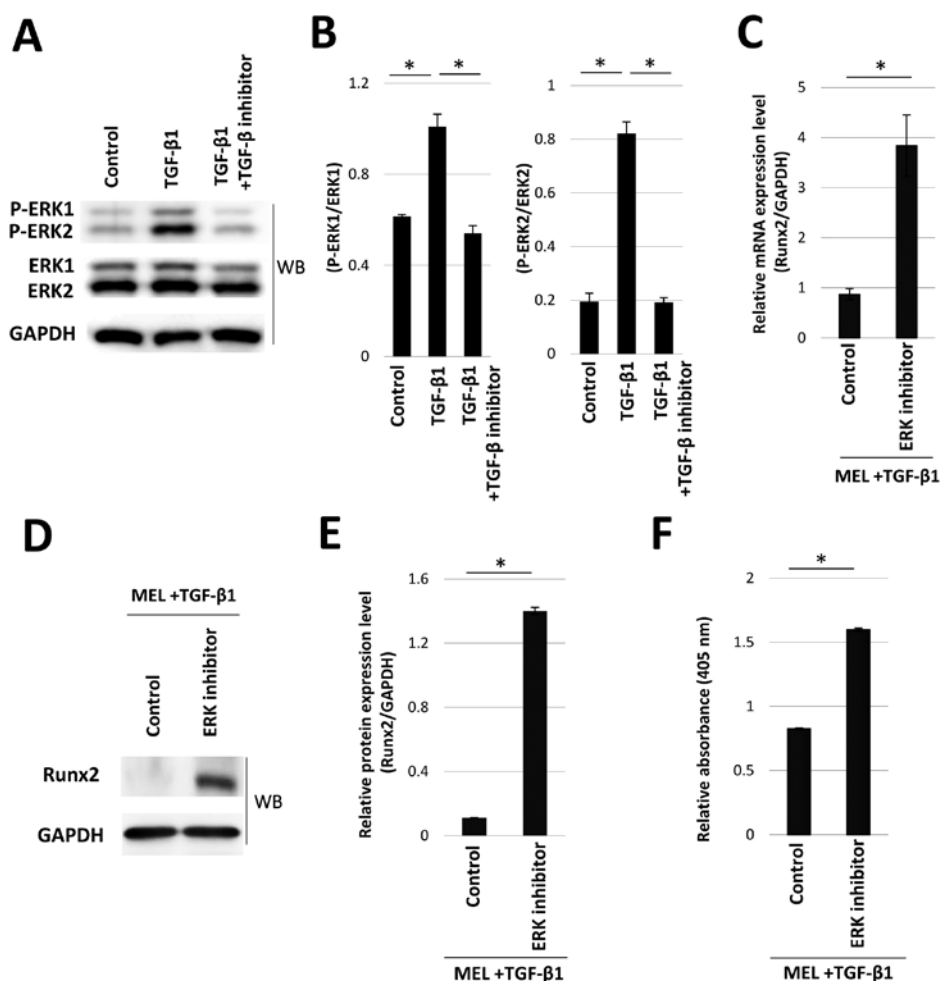 A
Control
TGF-β1
TGF-β1
+TGF-β inhibitor
P-ERK1
P-ERK2
ERK1
ERK2
GAPDH
WB
B
*
*
(P-ERK1/ERK1)
1.2
0.8
0.4
0
Control
TGF-β1
TGF-β1
+TGF-β inhibitor
*
*
(P-ERK2/ERK2)
1
0.8
0.6
0.4
0.2
0
Control
TGF-β1
TGF-β1
+TGF-β inhibitor
C
*
Relative mRNA expression level
(Runx2/GAPDH)
5
4
3
2
1
0
Control
ERK inhibitor
MEL +TGF-β1
D
MEL +TGF-β1
Control
ERK inhibitor
Runx2
GAPDH
WB
E
*
Relative protein expression level
(Runx2/GAPDH)
1.6
1.2
0.8
0.4
0
Control
ERK inhibitor
MEL +TGF-β1
F
*
Relative absorbance (405 nm)
2
1.5
1
0.5
0
Control
ERK inhibitor
MEL +TGF-β1